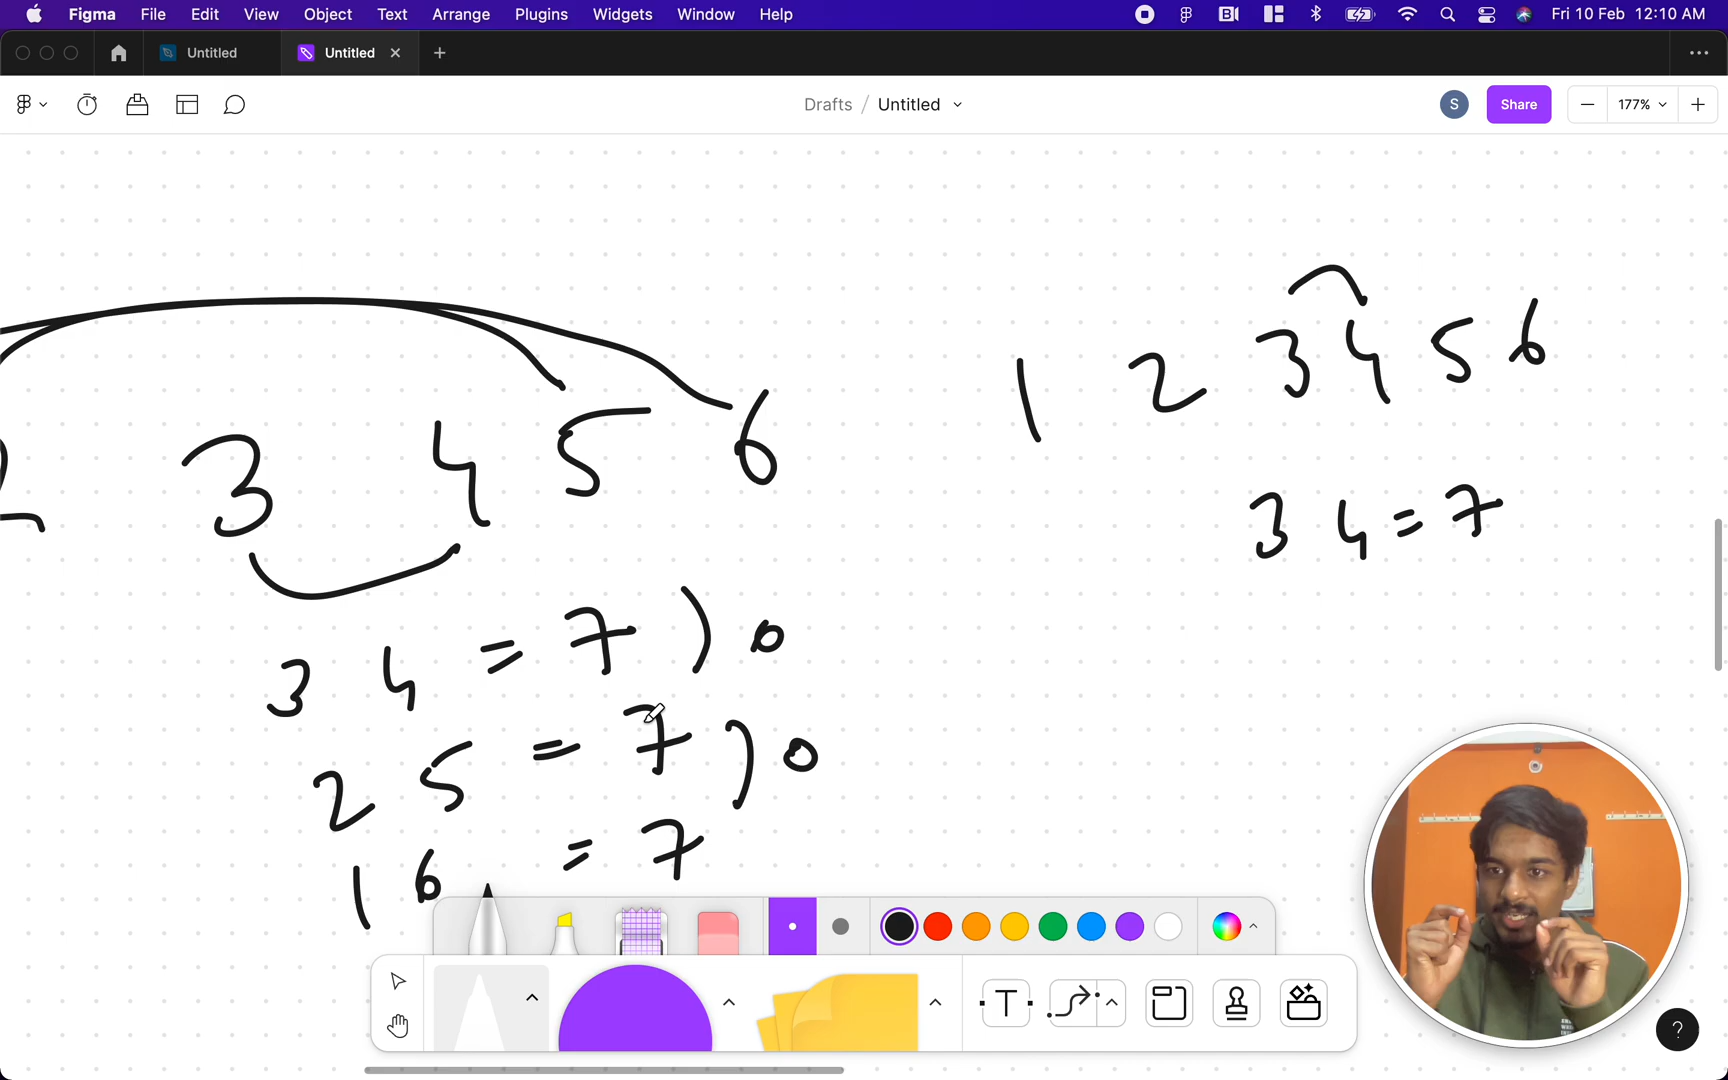 Figma File Edit View Object Text Arrange Plugins Widgets Window Help Fri 10 Feb 12:10 AM
Untitled Untitled
Drafts / Untitled S Share 177%
3 4 5 6
3 4 = 7 ) 0
2 5 = 7 ) 0
1 6 = 7
1 2 3 4 5 6
3 4 = 7
T
?